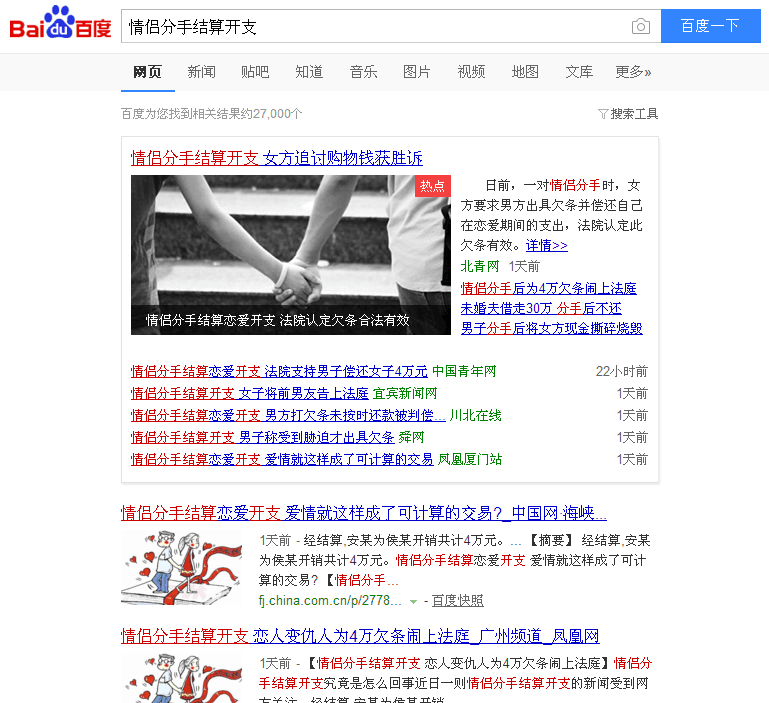 Bai du 百度
情侣分手结算开支
百度一下
网页 新闻 贴吧 知道 音乐 图片 视频 地图 文库 更多»
百度为您找到相关结果约27,000个
搜索工具
情侣分手结算开支 女方追讨购物钱获胜诉
热点
情侣分手结算恋爱开支 法院认定欠条合法有效
日前，一对情侣分手时，女
方要求男方出具欠条并偿还自己
在恋爱期间的支出，法院认定此
欠条有效。详情>>
北青网 1天前
情侣分手后为4万欠条闹上法庭
未婚夫借走30万 分手后不还
男子分手后将女方现金撕碎烧毁
情侣分手结算恋爱开支 法院支持男子偿还女子4万元 中国青年网 22小时前
情侣分手结算开支 女子将前男友告上法庭 宜宾新闻网 1天前
情侣分手结算恋爱开支 男方打欠条未按时还款被判偿... 川北在线 1天前
情侣分手结算开支 男子称受到胁迫才出具欠条 舜网 1天前
情侣分手结算恋爱开支 爱情就这样成了可计算的交易 凤凰厦门站 1天前
情侣分手结算恋爱开支 爱情就这样成了可计算的交易?_中国网·海峡...
1天前 - 经结算,安某为侯某开销共计4万元。... 【摘要】 经结算,安某
为侯某开销共计4万元。情侣分手结算恋爱开支 爱情就这样成了可计
算的交易? 【情侣分手...
fj.china.com.cn/p/2778... - 百度快照
情侣分手结算开支 恋人变仇人为4万欠条闹上法庭_广州频道_凤凰网
1天前 - 【情侣分手结算开支 恋人变仇人为4万欠条闹上法庭】情侣分
手结算开支究竟是怎么回事近日一则情侣分手结算开支的新闻受到网